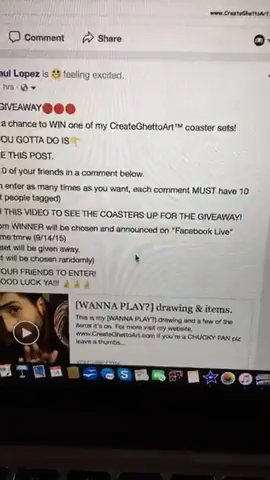 www.CreateGhettoArt.
Comment Share
aul Lopez is feeling excited.
hrs
GIVEAWAY
a chance to WIN one of my CreateGhettoArt™ coaster sets!
OU GOTTA DO IS
E THIS POST.
0 of your friends in a comment below.
n enter as many times as you want, each comment MUST have 10
t people tagged)
THIS VIDEO TO SEE THE COASTERS UP FOR THE GIVEAWAY!
om WINNER will be chosen and announced on "Facebook Live"
me tmrw (9/14/15)
set will be given away.
t will be chosen randomly)
OUR FRIENDS TO ENTER!
OOD LUCK YA!!!
[WANNA PLAY?] drawing & items.
This is my [WANNA PLAY?] drawing and a few of the
items it's on. For more visit my website,
www.CreateGhettoArt.com If you're a CHUCKY FAN plz
leave a thumbs...